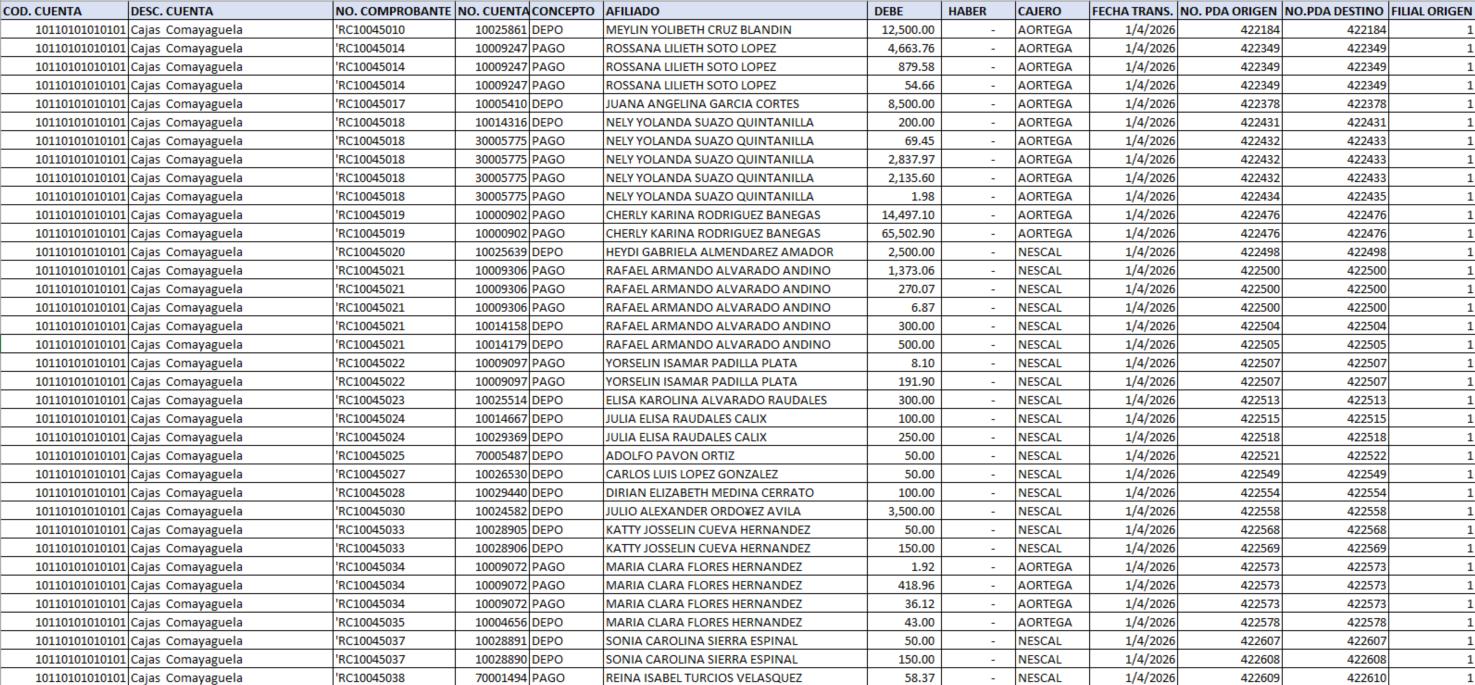 COD. CUENTA DESC. CUENTA NO. COMPROBANTE NO. CUENTA CONCEPTO AFILIADO DEBE HABER CAJERO FECHA TRANS. NO. PDA ORIGEN NO.PDA DESTINO FILIAL ORIGEN
10110101010101 Cajas Comayaguela 'RC10045010 10025861 DEPO MEYLIN YOLIBETH CRUZ BLANDIN 12,500.00 - AORTEGA 1/4/2026 422184 422184 1
10110101010101 Cajas Comayaguela 'RC10045014 10009247 PAGO ROSSANA LILIETH SOTO LOPEZ 4,663.76 - AORTEGA 1/4/2026 422349 422349 1
10110101010101 Cajas Comayaguela 'RC10045014 10009247 PAGO ROSSANA LILIETH SOTO LOPEZ 879.58 - AORTEGA 1/4/2026 422349 422349 1
10110101010101 Cajas Comayaguela 'RC10045014 10009247 PAGO ROSSANA LILIETH SOTO LOPEZ 54.66 - AORTEGA 1/4/2026 422349 422349 1
10110101010101 Cajas Comayaguela 'RC10045017 10005410 DEPO JUANA ANGELINA GARCIA CORTES 8,500.00 - AORTEGA 1/4/2026 422378 422378 1
10110101010101 Cajas Comayaguela 'RC10045018 10014316 DEPO NELY YOLANDA SUAZO QUINTANILLA 200.00 - AORTEGA 1/4/2026 422431 422431 1
10110101010101 Cajas Comayaguela 'RC10045018 30005775 PAGO NELY YOLANDA SUAZO QUINTANILLA 69.45 - AORTEGA 1/4/2026 422432 422433 1
10110101010101 Cajas Comayaguela 'RC10045018 30005775 PAGO NELY YOLANDA SUAZO QUINTANILLA 2,837.97 - AORTEGA 1/4/2026 422432 422433 1
10110101010101 Cajas Comayaguela 'RC10045018 30005775 PAGO NELY YOLANDA SUAZO QUINTANILLA 2,135.60 - AORTEGA 1/4/2026 422432 422433 1
10110101010101 Cajas Comayaguela 'RC10045018 30005775 PAGO NELY YOLANDA SUAZO QUINTANILLA 1.98 - AORTEGA 1/4/2026 422434 422435 1
10110101010101 Cajas Comayaguela 'RC10045019 10000902 PAGO CHERLY KARINA RODRIGUEZ BANEGAS 14,497.10 - AORTEGA 1/4/2026 422476 422476 1
10110101010101 Cajas Comayaguela 'RC10045019 10000902 PAGO CHERLY KARINA RODRIGUEZ BANEGAS 65,502.90 - AORTEGA 1/4/2026 422476 422476 1
10110101010101 Cajas Comayaguela 'RC10045020 10025639 DEPO HEYDI GABRIELA ALMENDAREZ AMADOR 2,500.00 - NESCAL 1/4/2026 422498 422498 1
10110101010101 Cajas Comayaguela 'RC10045021 10009306 PAGO RAFAEL ARMANDO ALVARADO ANDINO 1,373.06 - NESCAL 1/4/2026 422500 422500 1
10110101010101 Cajas Comayaguela 'RC10045021 10009306 PAGO RAFAEL ARMANDO ALVARADO ANDINO 270.07 - NESCAL 1/4/2026 422500 422500 1
10110101010101 Cajas Comayaguela 'RC10045021 10009306 PAGO RAFAEL ARMANDO ALVARADO ANDINO 6.87 - NESCAL 1/4/2026 422500 422500 1
10110101010101 Cajas Comayaguela 'RC10045021 10014158 DEPO RAFAEL ARMANDO ALVARADO ANDINO 300.00 - NESCAL 1/4/2026 422504 422504 1
10110101010101 Cajas Comayaguela 'RC10045021 10014179 DEPO RAFAEL ARMANDO ALVARADO ANDINO 500.00 - NESCAL 1/4/2026 422505 422505 1
10110101010101 Cajas Comayaguela 'RC10045022 10009097 PAGO YORSELIN ISAMAR PADILLA PLATA 8.10 - NESCAL 1/4/2026 422507 422507 1
10110101010101 Cajas Comayaguela 'RC10045022 10009097 PAGO YORSELIN ISAMAR PADILLA PLATA 191.90 - NESCAL 1/4/2026 422507 422507 1
10110101010101 Cajas Comayaguela 'RC10045023 10025514 DEPO ELISA KAROLINA ALVARADO RAUDALES 300.00 - NESCAL 1/4/2026 422513 422513 1
10110101010101 Cajas Comayaguela 'RC10045024 10014667 DEPO JULIA ELISA RAUDALES CALIX 100.00 - NESCAL 1/4/2026 422515 422515 1
10110101010101 Cajas Comayaguela 'RC10045024 10029369 DEPO JULIA ELISA RAUDALES CALIX 250.00 - NESCAL 1/4/2026 422518 422518 1
10110101010101 Cajas Comayaguela 'RC10045025 70005487 DEPO ADOLFO PAVON ORTIZ 50.00 - NESCAL 1/4/2026 422521 422522 1
10110101010101 Cajas Comayaguela 'RC10045027 10026530 DEPO CARLOS LUIS LOPEZ GONZALEZ 50.00 - NESCAL 1/4/2026 422549 422549 1
10110101010101 Cajas Comayaguela 'RC10045028 10029440 DEPO DIRIAN ELIZABETH MEDINA CERRATO 100.00 - NESCAL 1/4/2026 422554 422554 1
10110101010101 Cajas Comayaguela 'RC10045030 10024582 DEPO JULIO ALEXANDER ORDO¥EZ AVILA 3,500.00 - NESCAL 1/4/2026 422558 422558 1
10110101010101 Cajas Comayaguela 'RC10045033 10028905 DEPO KATTY JOSSELIN CUEVA HERNANDEZ 50.00 - NESCAL 1/4/2026 422568 422568 1
10110101010101 Cajas Comayaguela 'RC10045033 10028906 DEPO KATTY JOSSELIN CUEVA HERNANDEZ 150.00 - NESCAL 1/4/2026 422569 422569 1
10110101010101 Cajas Comayaguela 'RC10045034 10009072 PAGO MARIA CLARA FLORES HERNANDEZ 1.92 - AORTEGA 1/4/2026 422573 422573 1
10110101010101 Cajas Comayaguela 'RC10045034 10009072 PAGO MARIA CLARA FLORES HERNANDEZ 418.96 - AORTEGA 1/4/2026 422573 422573 1
10110101010101 Cajas Comayaguela 'RC10045034 10009072 PAGO MARIA CLARA FLORES HERNANDEZ 36.12 - AORTEGA 1/4/2026 422573 422573 1
10110101010101 Cajas Comayaguela 'RC10045035 10004656 DEPO MARIA CLARA FLORES HERNANDEZ 43.00 - AORTEGA 1/4/2026 422578 422578 1
10110101010101 Cajas Comayaguela 'RC10045037 10028891 DEPO SONIA CAROLINA SIERRA ESPINAL 50.00 - NESCAL 1/4/2026 422607 422607 1
10110101010101 Cajas Comayaguela 'RC10045037 10028890 DEPO SONIA CAROLINA SIERRA ESPINAL 150.00 - NESCAL 1/4/2026 422608 422608 1
10110101010101 Cajas Comayaguela 'RC10045038 70001494 PAGO REINA ISABEL TURCIOS VELASQUEZ 58.37 - NESCAL 1/4/2026 422609 422610 1